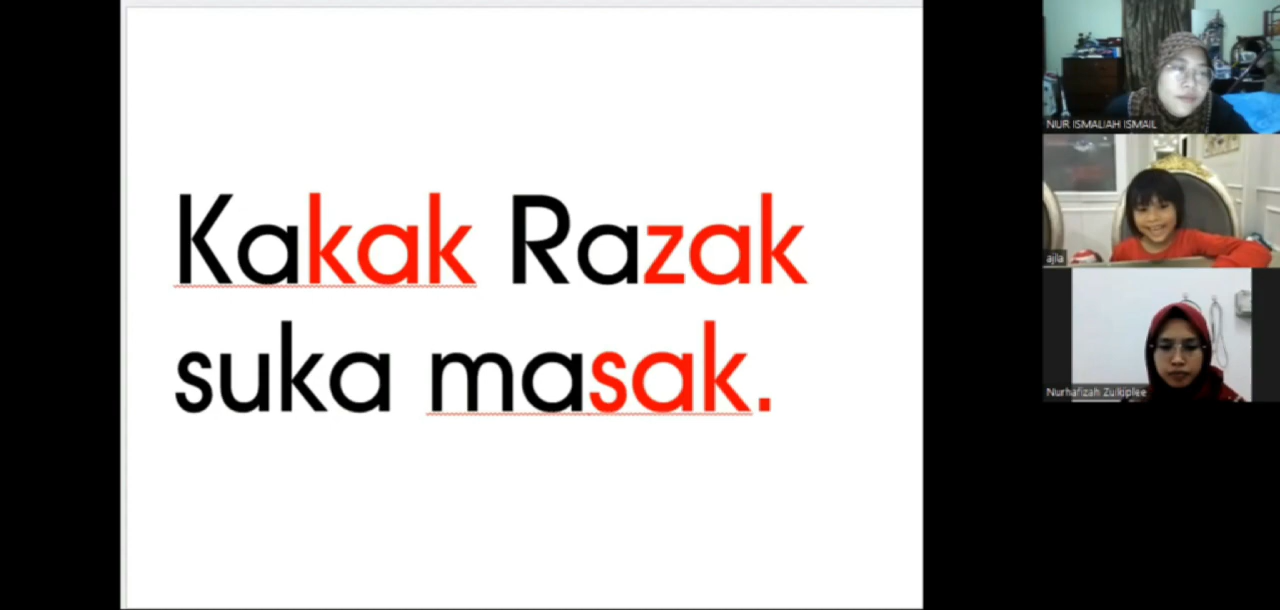 Kakak Razak
suka masak.
NUR ISMALIAH ISMAIL
ajla
Nurhafizah Zulkiplee